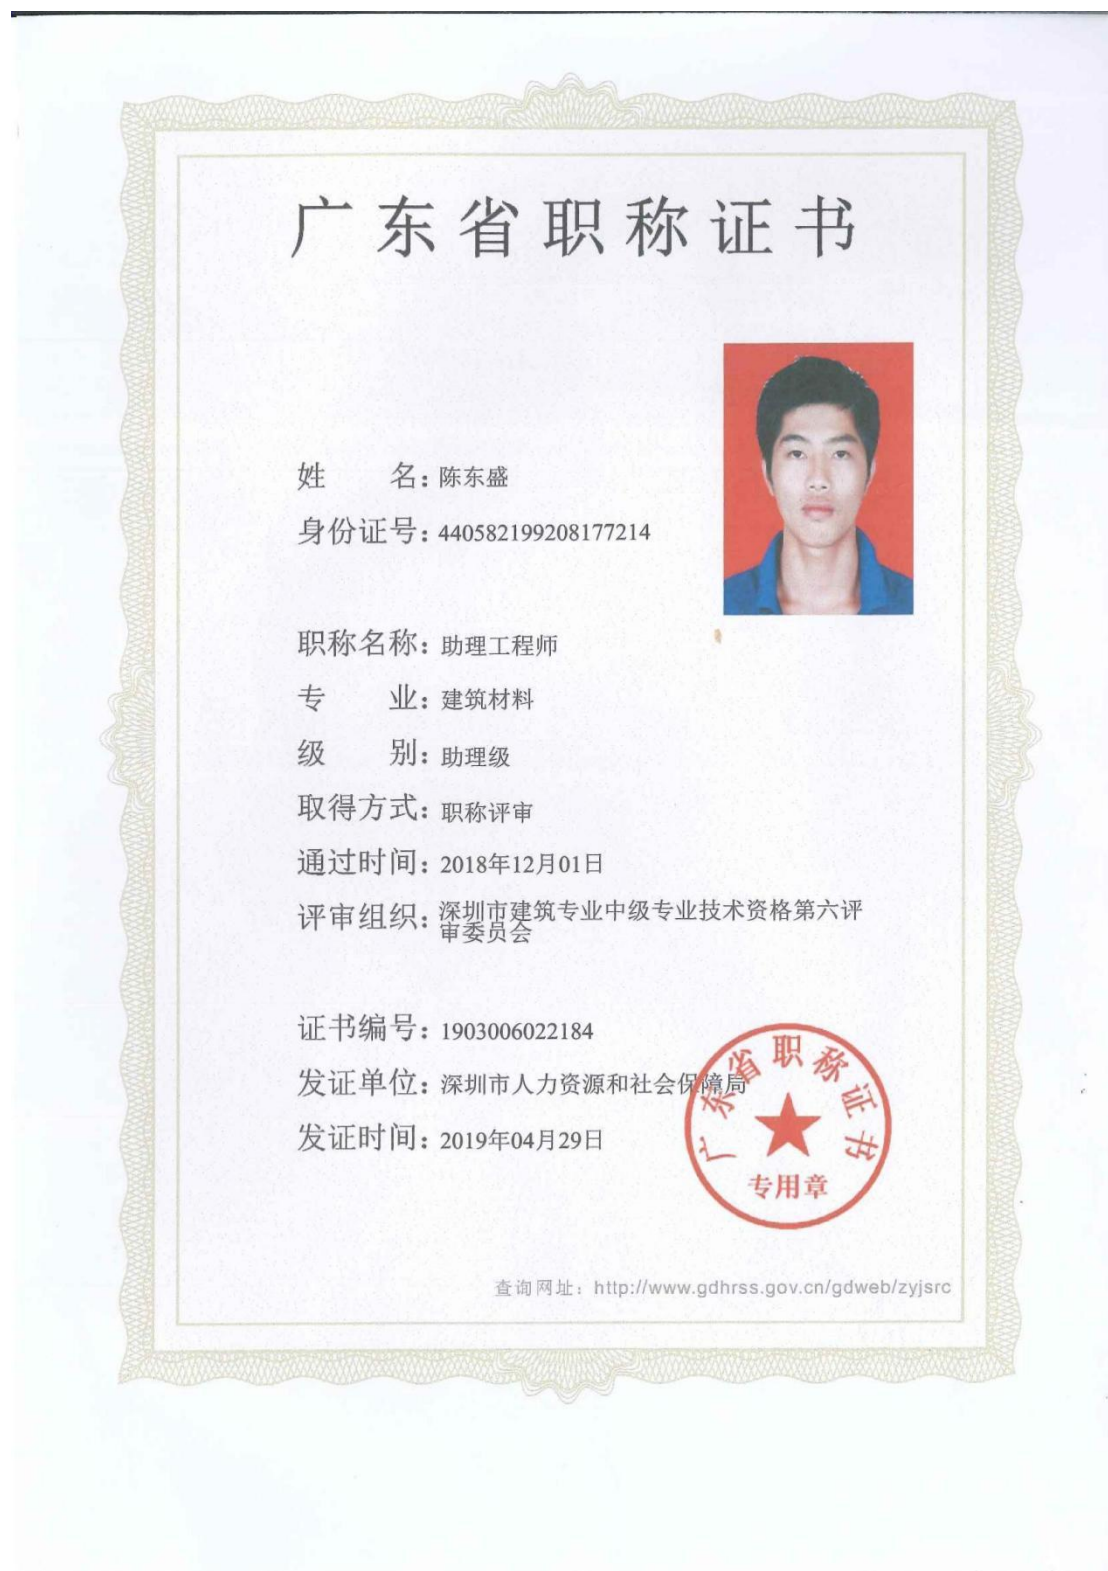 广东省职称证书
姓 名：陈东盛
身份证号：440582199208177214
职称名称：助理工程师
专 业：建筑材料
级 别：助理级
取得方式：职称评审
通过时间：2018年12月01日
评审组织：深圳市建筑专业中级专业技术资格第六评
审委员会
证书编号：1903006022184
发证单位：深圳市人力资源和社会保障局
发证时间：2019年04月29日
广东省职称证书
专用章
查询网址：http://www.gdhrss.gov.cn/gdweb/zyjsrc